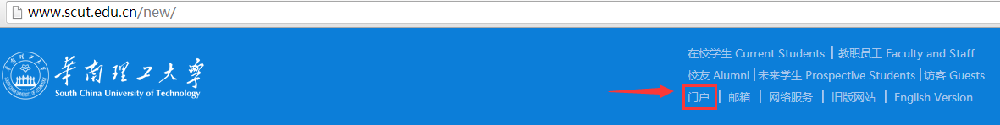 www.scut.edu.cn/new/
华南理工大学
South China University of Technology
在校学生 Current Students | 教职员工 Faculty and Staff
校友 Alumni | 未来学生 Prospective Students | 访客 Guests
门户 | 邮箱 | 网络服务 | 旧版网站 | English Version